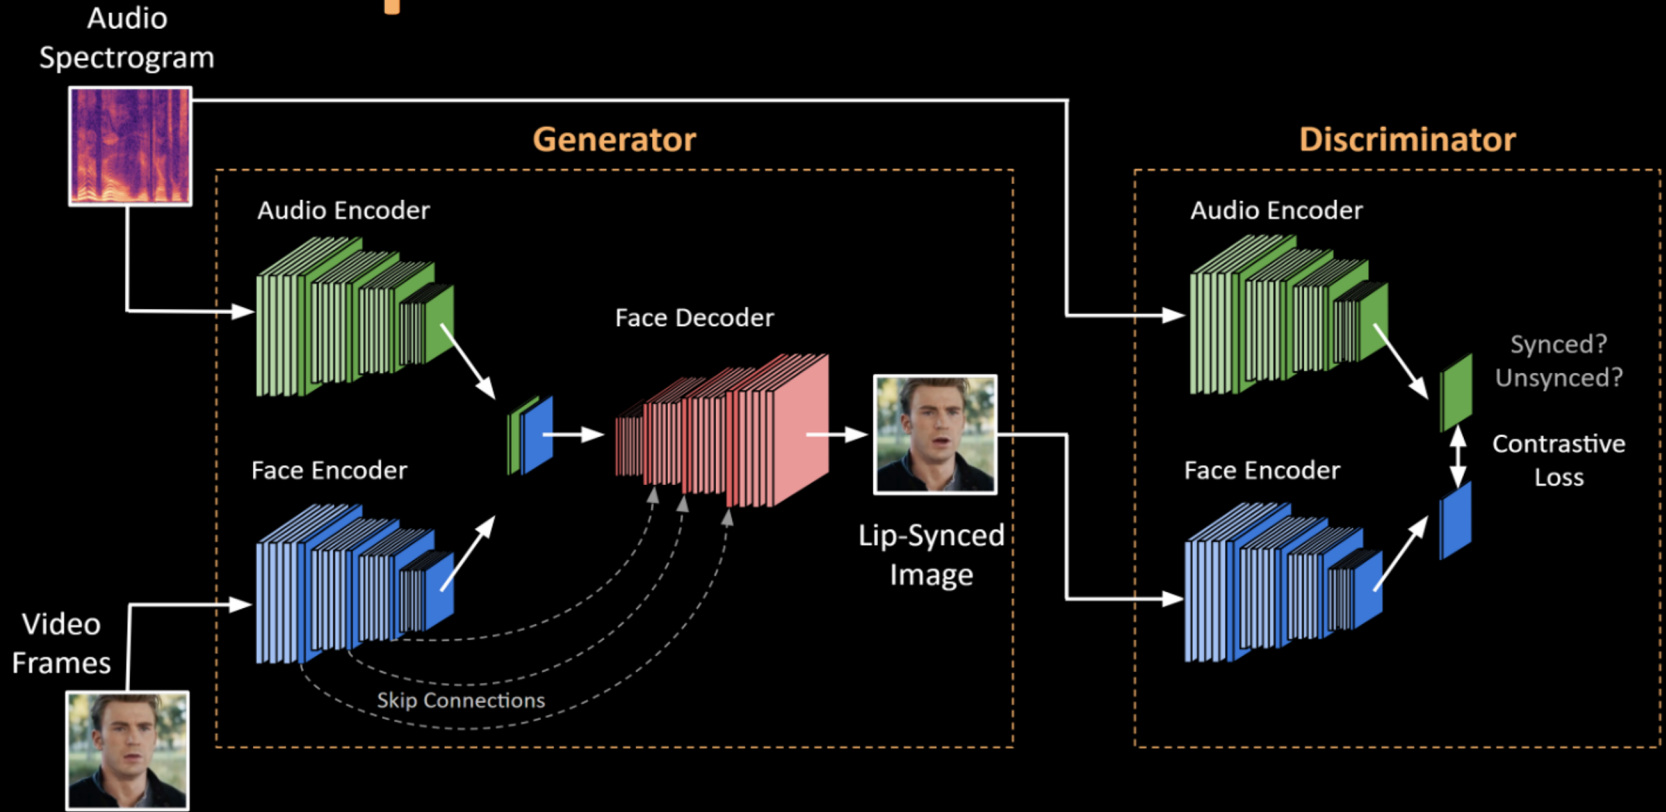 Audio
Spectrogram
Generator
Discriminator
Audio Encoder
Audio Encoder
Face Decoder
Synced?
Unsynced?
Contrastive
Loss
Face Encoder
Face Encoder
Lip-Synced
Image
Video
Frames
Skip Connections